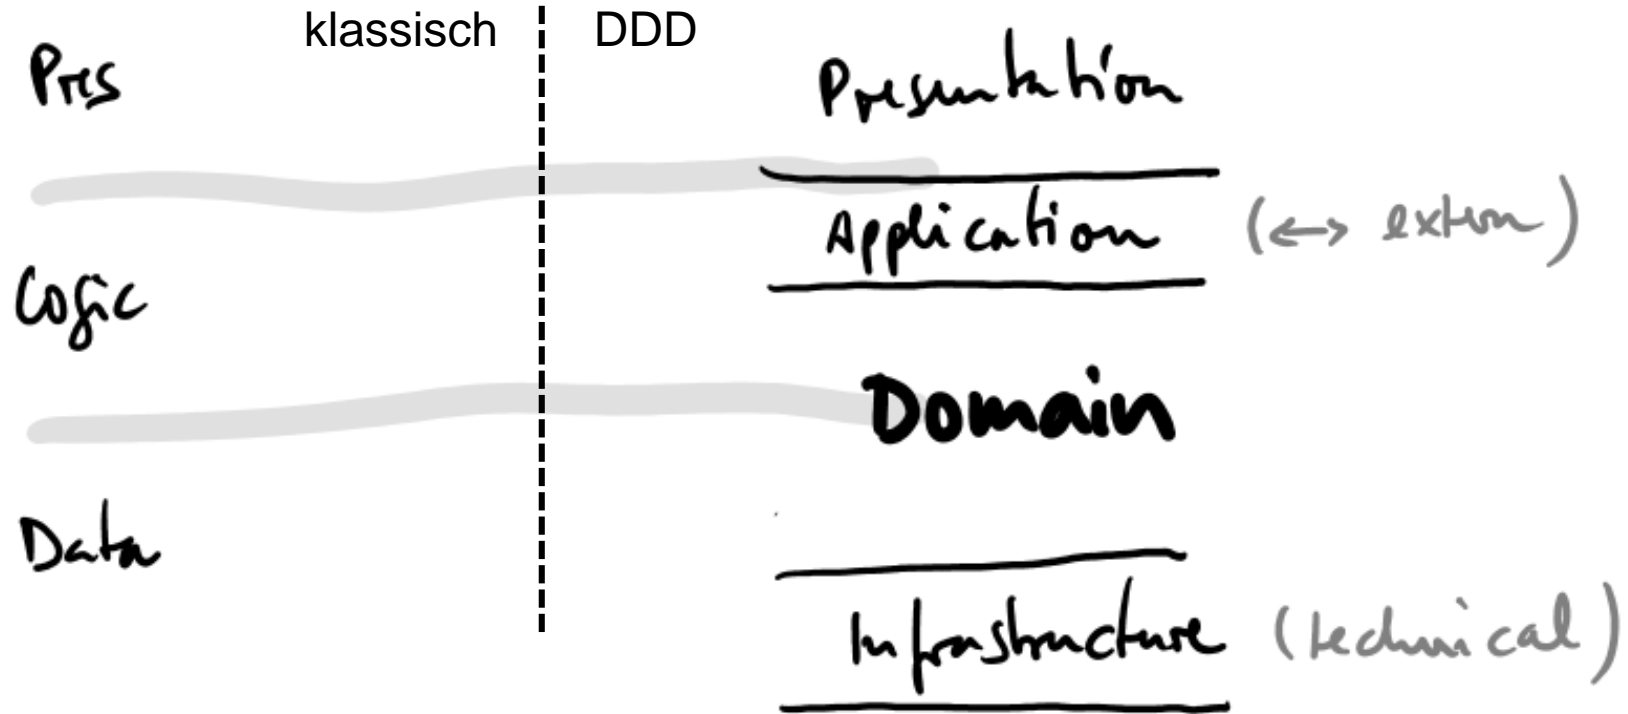 klassisch DDD
Pres
Presentation
Application (↔ extern)
Logic
Domain
Data
Infrastructure (technical)